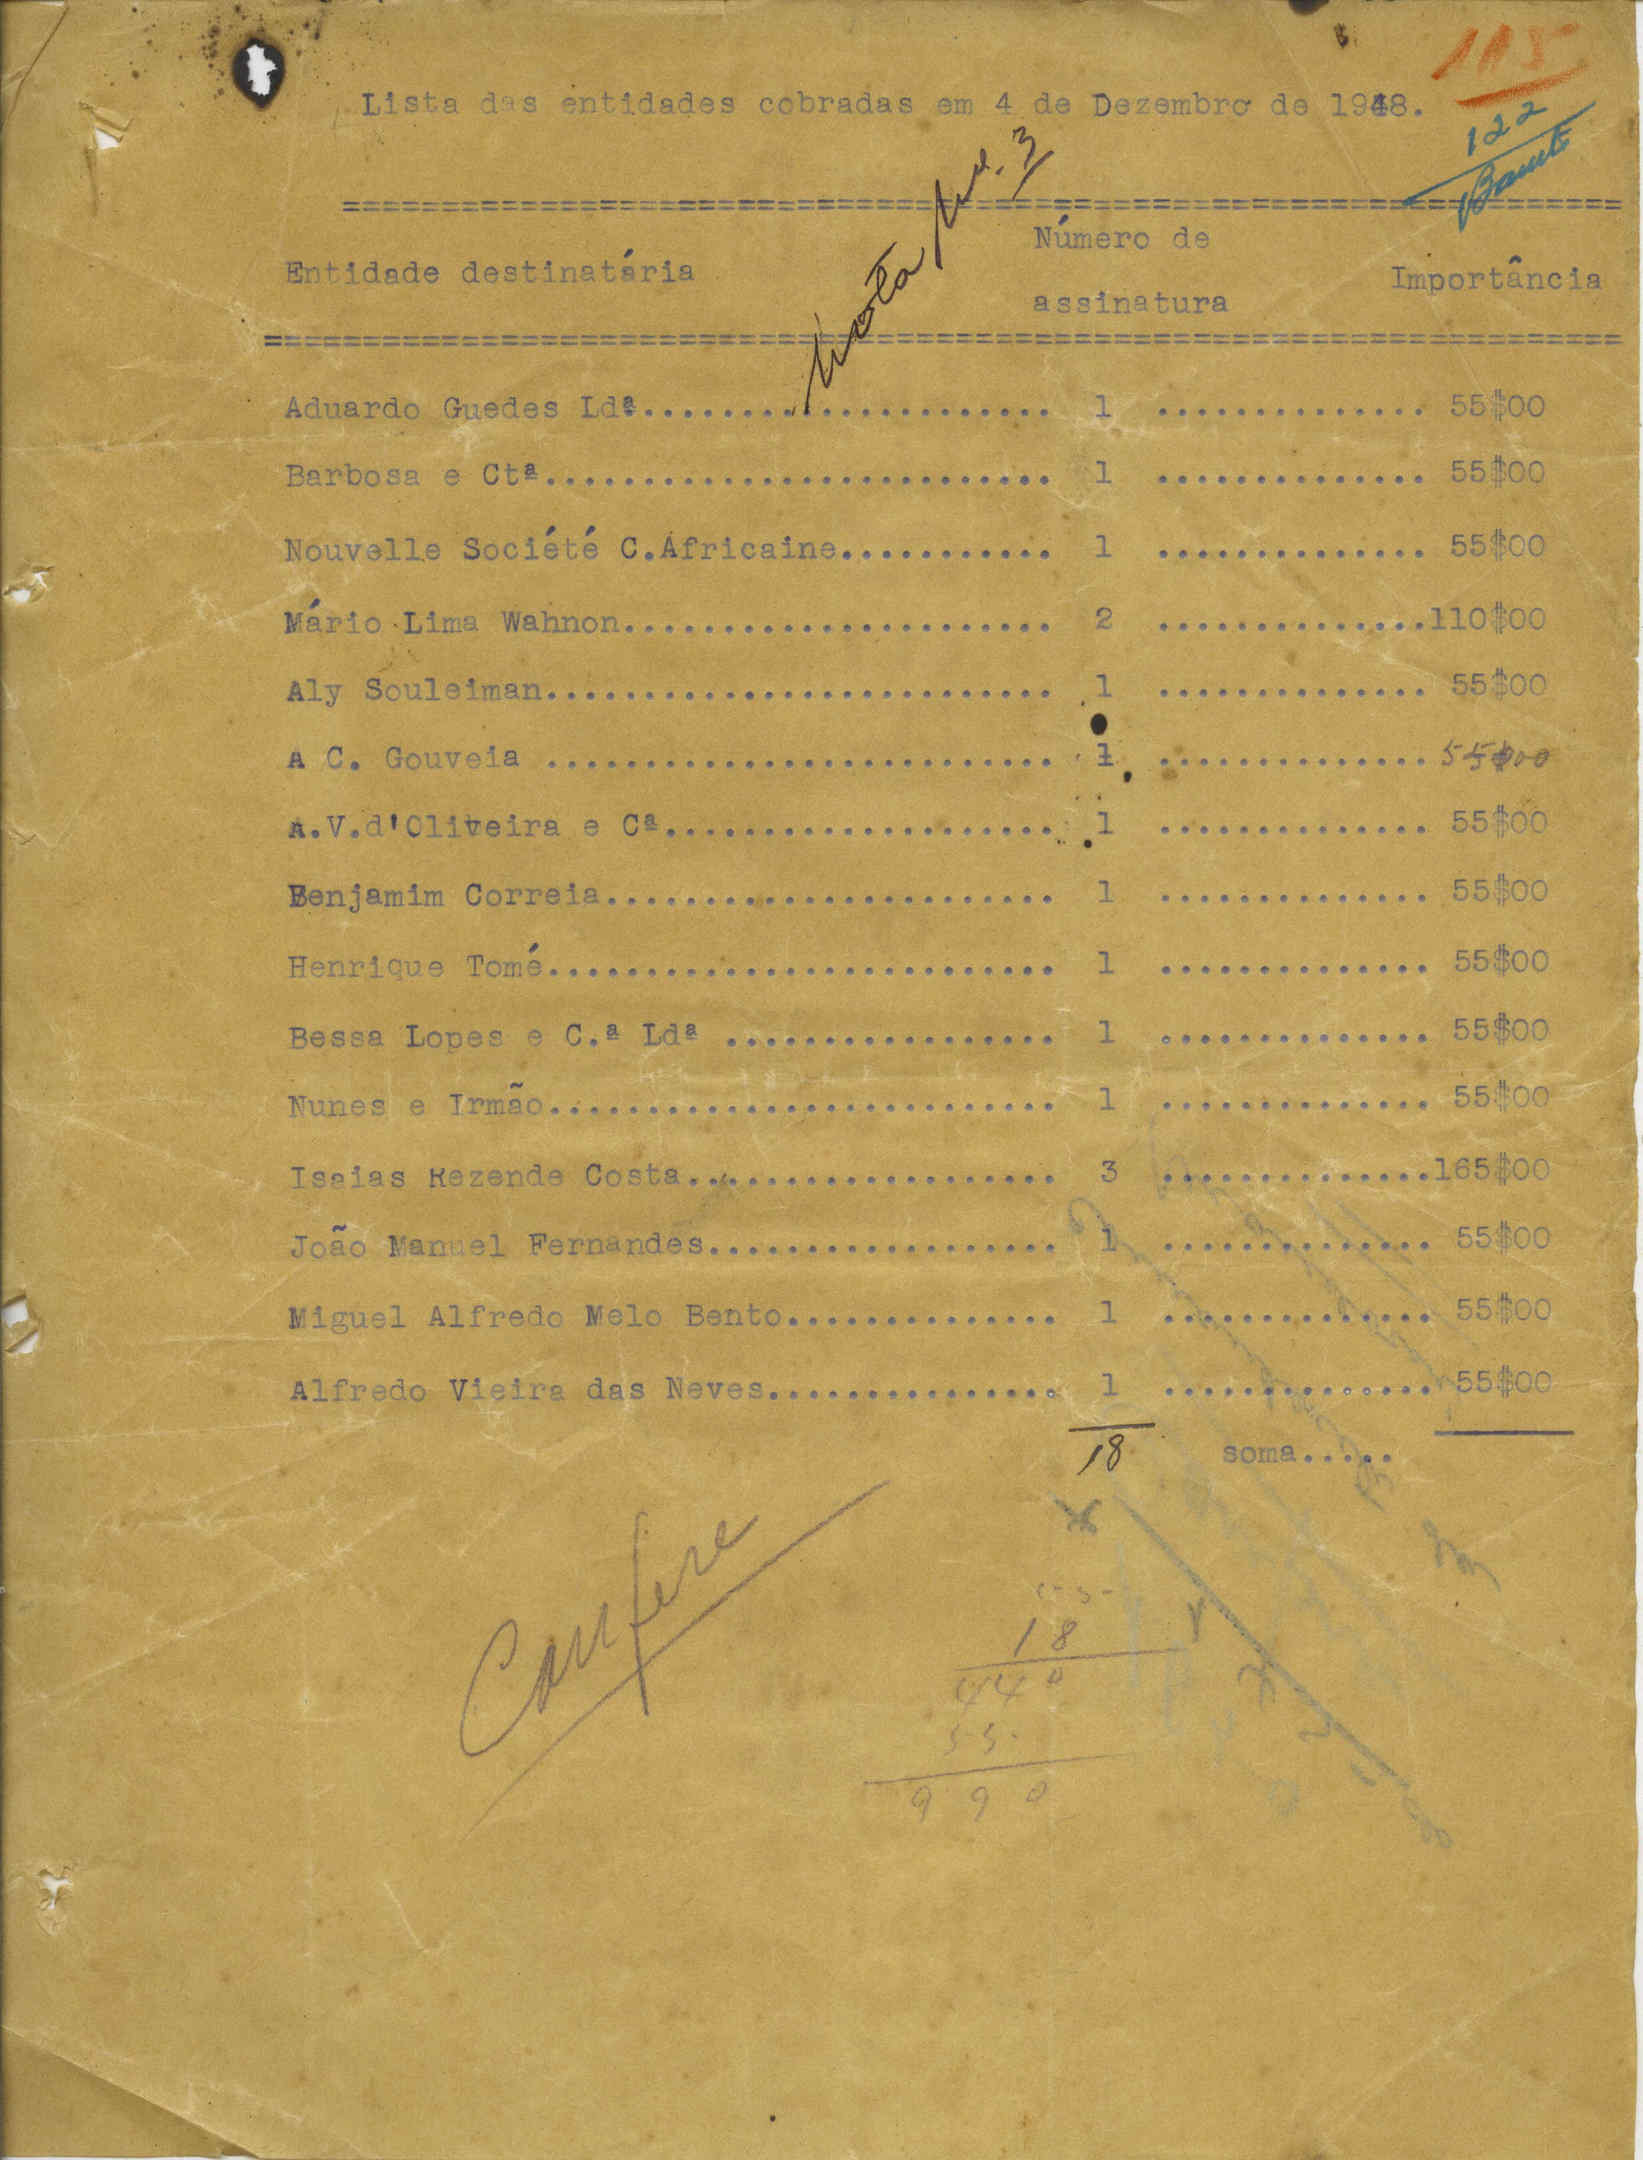 115
Lista das entidades cobradas em 4 de Dezembro de 1948.
122
Nota No. 3
Número de
Entidade destinatária Importância
assinatura
Aduardo Guedes Ldª..................... 1 .............. 55$00
Barbosa e Ctª.......................... 1 .............. 55$00
Nouvelle Société C.Africaine........... 1 .............. 55$00
Mário Lima Wahnon...................... 2 ..............110$00
Aly Souleiman.......................... 1 .............. 55$00
A C. Gouveia .......................... 1 .............. 55$00
A.V.d'Oliveira e Cª.................... 1 .............. 55$00
Benjamim Correia....................... 1 .............. 55$00
Henrique Tomé.......................... 1 .............. 55$00
Bessa Lopes e C.ª Ldª ................. 1 .............. 55$00
Nunes e Irmão.......................... 1 .............. 55$00
Isaias Rezende Costa................... 3 ..............165$00
João Manuel Fernandes.................. 1 .............. 55$00
Miguel Alfredo Melo Bento.............. 1 .............. 55$00
Alfredo Vieira das Neves............... 1 .............. 55$00
18 soma.....
Confere
55
18
440
55
990